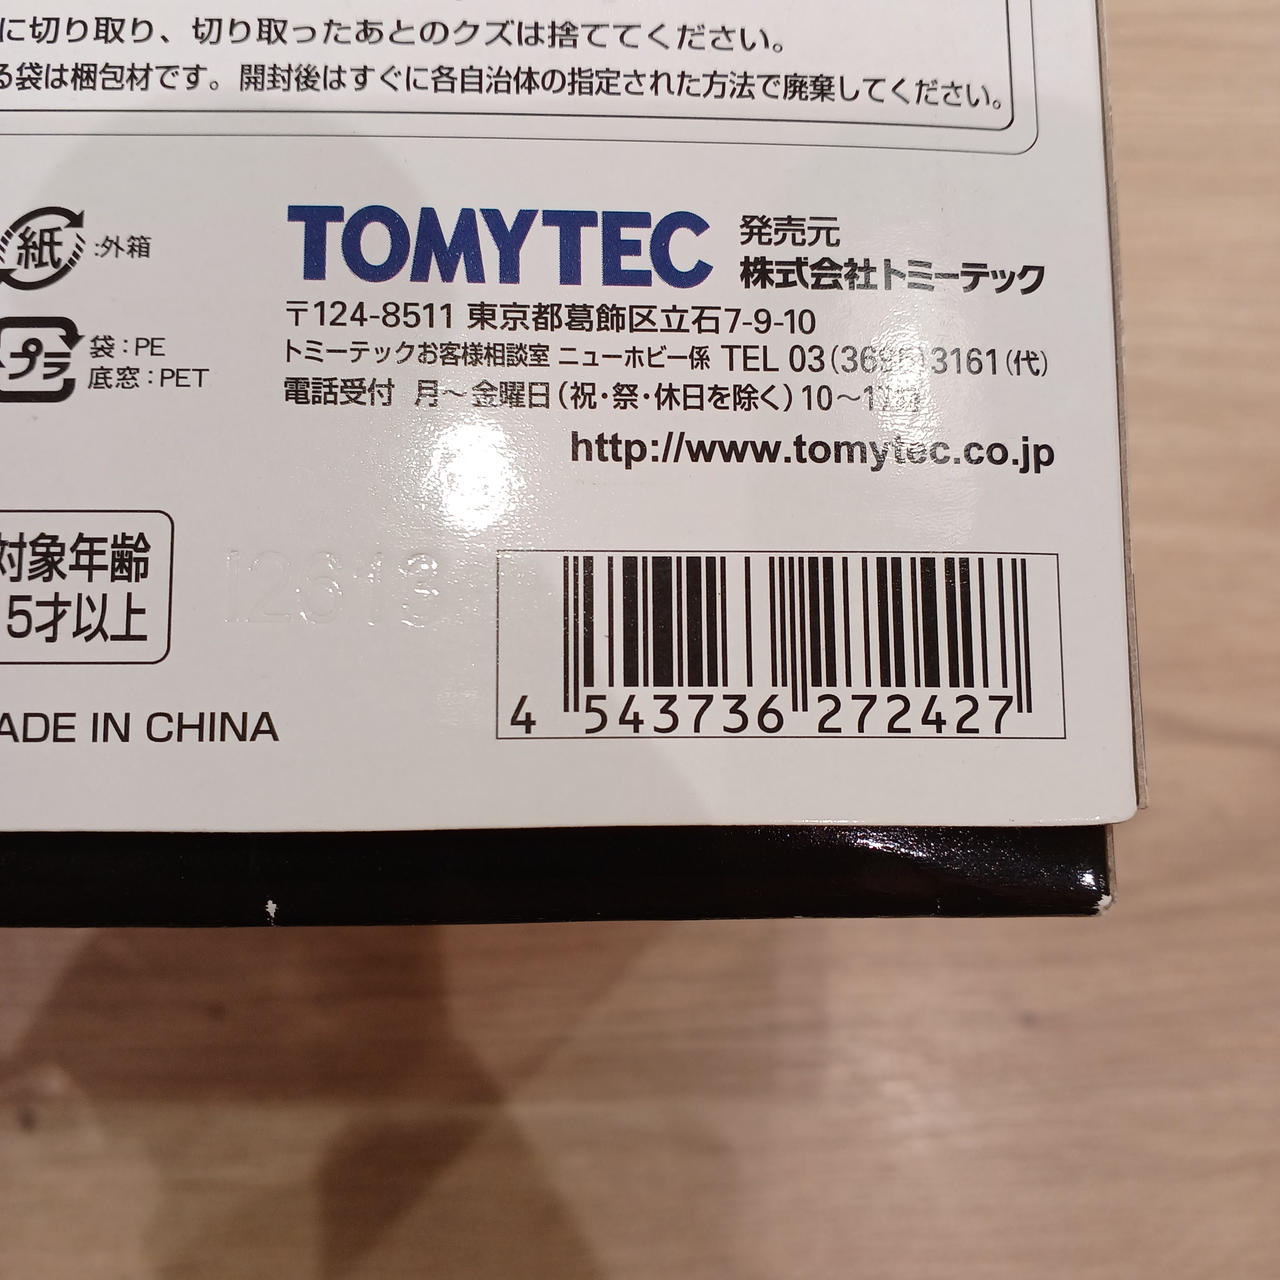 に切り取り、切り取ったあとのクズは捨ててください。
る袋は梱包材です。開封後はすぐに各自治体の指定された方法で廃棄してください。
紙 :外箱
TOMYTEC 発売元
株式会社トミーテック
〒124-8511 東京都葛飾区立石7-9-10
プラ 袋:PE
底窓:PET
トミーテックお客様相談室 ニューホビー係 TEL 03(3695)3161(代)
電話受付 月〜金曜日(祝・祭・休日を除く)10〜17時
http://www.tomytec.co.jp
対象年齢
15才以上
12613
ADE IN CHINA
4 543736 272427